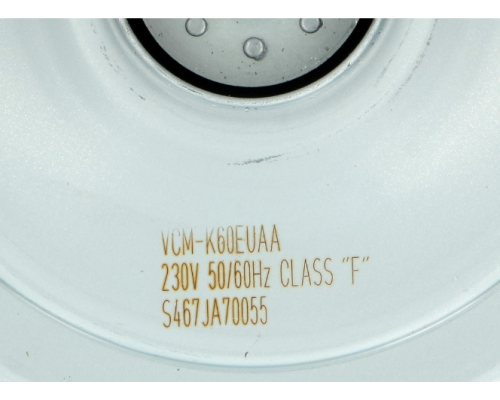 VCM-K60EUAA
230V 50/60Hz CLASS "F"
S467JA70055